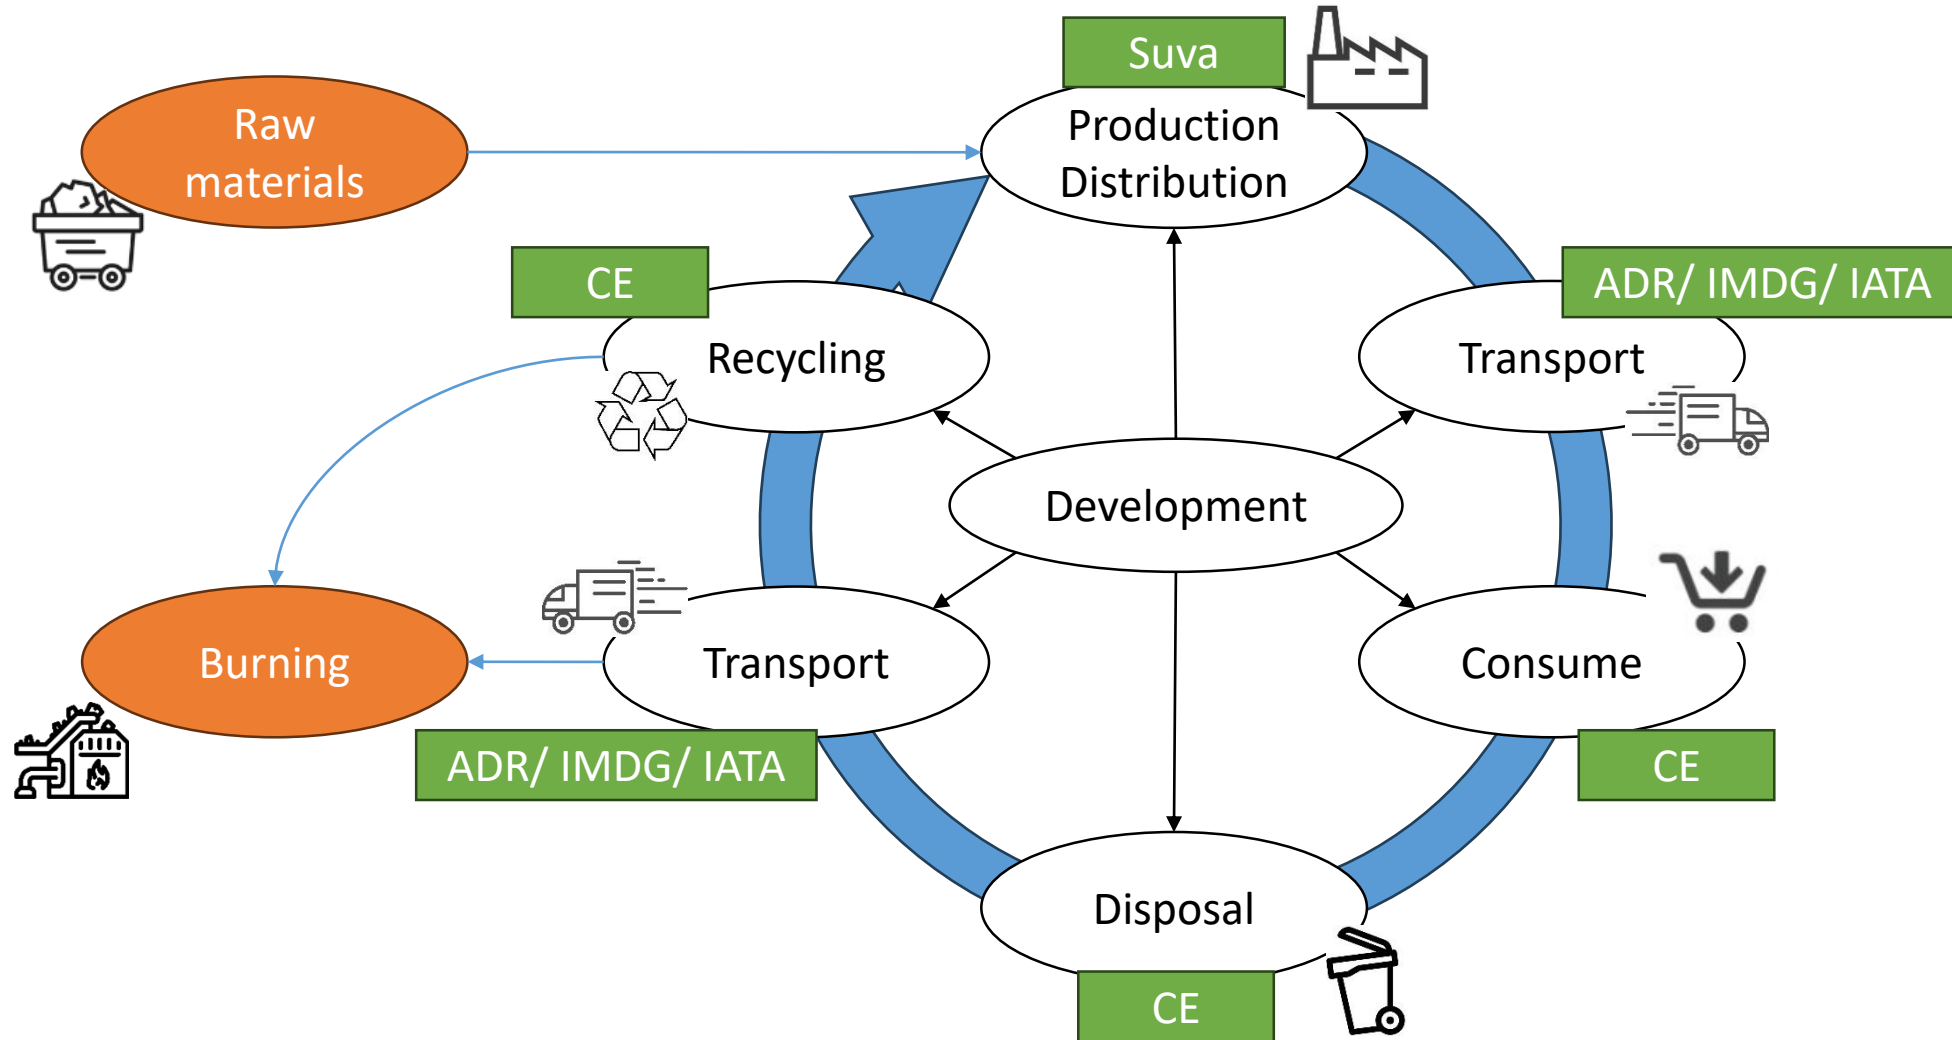 Suva
Production
Distribution
Raw
materials
CE
Recycling
ADR/ IMDG/ IATA
Transport
Development
Burning
Transport
ADR/ IMDG/ IATA
Consume
CE
Disposal
CE